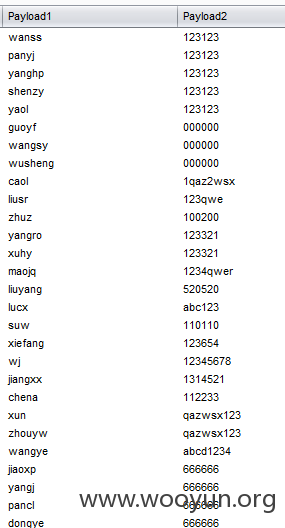 Payload1 Payload2
wanss 123123
panyj 123123
yanghp 123123
shenzy 123123
yaol 123123
guoyf 000000
wangsy 000000
wusheng 000000
caol 1qaz2wsx
liusr 123qwe
zhuz 100200
yangro 123321
xuhy 123321
maojq 1234qwer
liuyang 520520
lucx abc123
suw 110110
xiefang 123654
wj 12345678
jiangxx 1314521
chena 112233
xun qazwsx123
zhouyw qazwsx123
wangye abcd1234
jiaoxp 666666
yangj 666666
www.wooyun.org
pancl 666666
dongye 666666